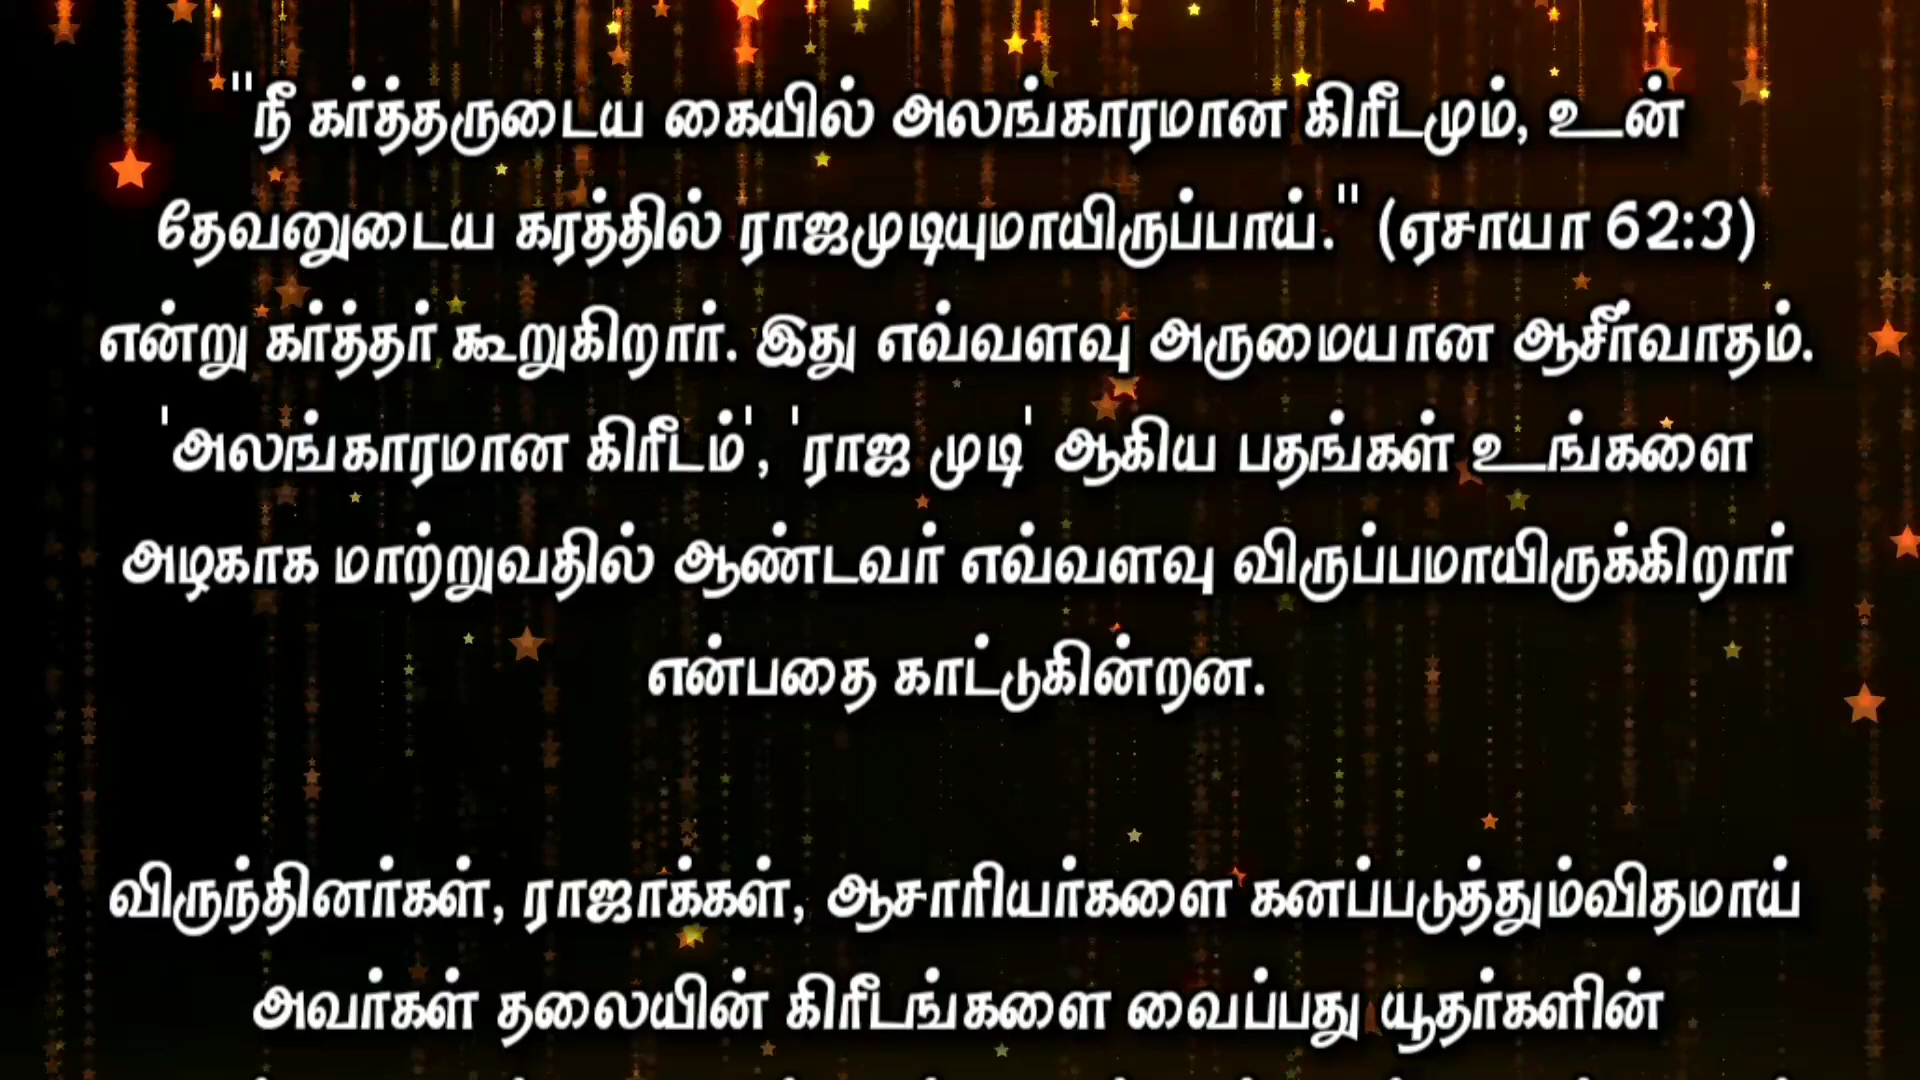 "நீ கர்த்தருடைய கையில் அலங்காரமான கிரீடமும், உன்
தேவனுடைய கரத்தில் ராஜமுடியுமாயிருப்பாய்." (ஏசாயா 62:3)
என்று கர்த்தர் கூறுகிறார். இது எவ்வளவு அருமையான ஆசீர்வாதம்.
'அலங்காரமான கிரீடம்', 'ராஜ முடி' ஆகிய பதங்கள் உங்களை
அழகாக மாற்றுவதில் ஆண்டவர் எவ்வளவு விருப்பமாயிருக்கிறார்
என்பதை காட்டுகின்றன.
விருந்தினர்கள், ராஜாக்கள், ஆசாரியர்களை கனப்படுத்தும்விதமாய்
அவர்கள் தலையின் கிரீடங்களை வைப்பது யூதர்களின்